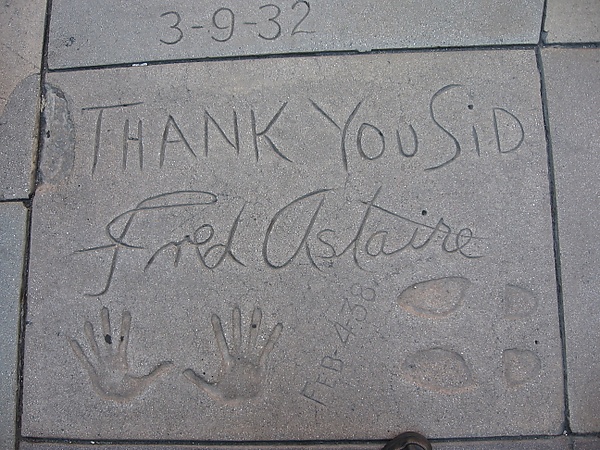 3-9-32
THANK YOU SID
Fred Astaire
FEB 4 38